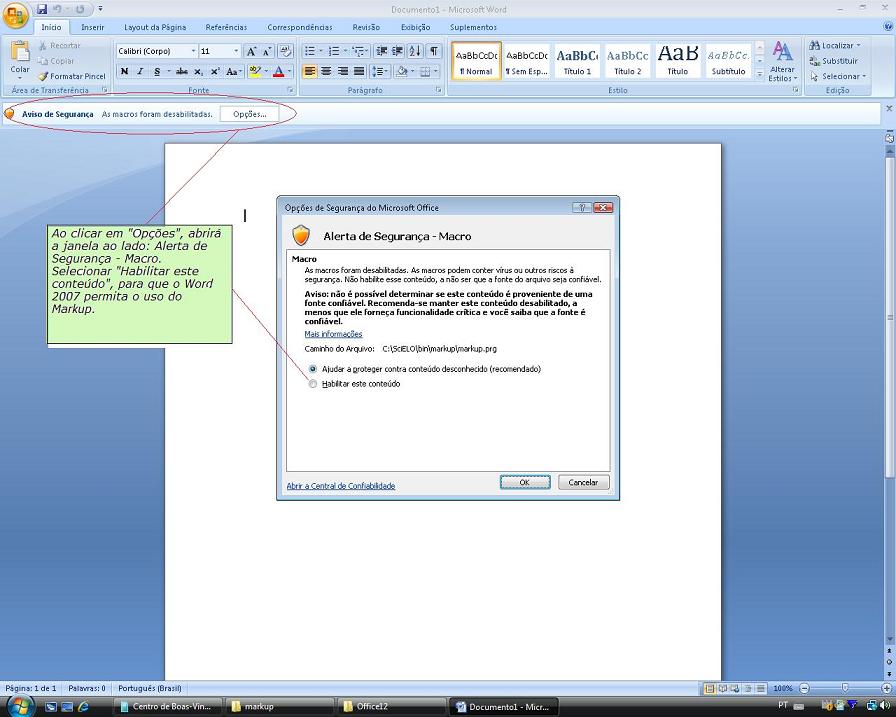 Documento1 - Microsoft Word
Início Inserir Layout da Página Referências Correspondências Revisão Exibição Suplementos
Colar
Recortar
Copiar
Formatar Pincel
Área de Transferência
Calibri (Corpo) 11
N I S abc x₂ x² Aa
Fonte
Parágrafo
AaBbCcDc AaBbCcDc AaBbC AaBbCc AaB AaBbCc.
¶ Normal ¶ Sem Esp... Título 1 Título 2 Título Subtítulo
Alterar
Estilos
Estilo
Localizar
Substituir
Selecionar
Edição
Aviso de Segurança As macros foram desabilitadas. Opções...
Ao clicar em "Opções", abrirá
a janela ao lado: Alerta de
Segurança - Macro.
Selecionar "Habilitar este
conteúdo", para que o Word
2007 permita o uso do
Markup.
Opções de Segurança do Microsoft Office
Alerta de Segurança - Macro
Macro
As macros foram desabilitadas. As macros podem conter vírus ou outros riscos à
segurança. Não habilite esse conteúdo, a não ser que a fonte do arquivo seja confiável.
Aviso: não é possível determinar se este conteúdo é proveniente de uma
fonte confiável. Recomenda-se manter este conteúdo desabilitado, a
menos que ele forneça funcionalidade crítica e você saiba que a fonte é
confiável.
Mais informações
Caminho do Arquivo: C:\SciELO\bin\markup\markup.prg
Ajudar a proteger contra conteúdo desconhecido (recomendado)
Habilitar este conteúdo
Abrir a Central de Confiabilidade
OK Cancelar
Página: 1 de 1 Palavras: 0 Português (Brasil) 100%
Centro de Boas-Vin... markup Office12 Documento1 - Micr... PT